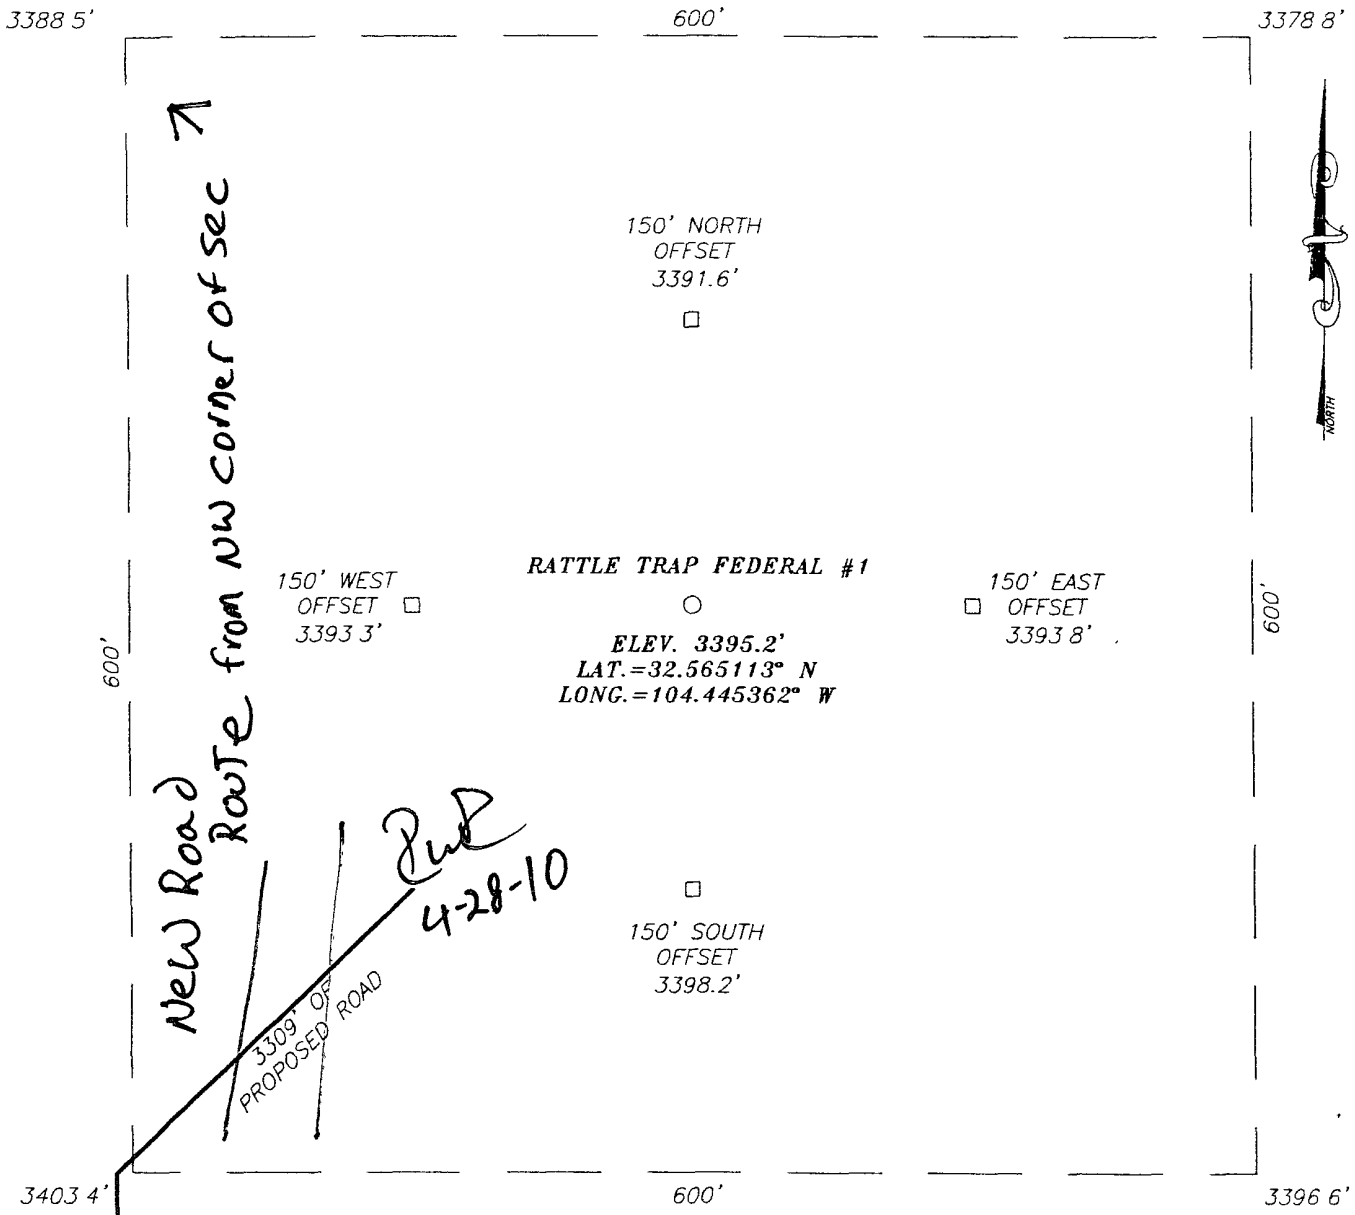 3388 5'
600'
3378 8'
150' NORTH
OFFSET
3391.6'
NORTH
New Road
Route from NW corner of sec
RATTLE TRAP FEDERAL #1
150' WEST
OFFSET
3393 3'
150' EAST
OFFSET
3393 8'
600'
600'
ELEV. 3395.2'
LAT.=32.565113° N
LONG.=104.445362° W
4-28-10
150' SOUTH
OFFSET
3398.2'
3309' OF
PROPOSED ROAD
3403 4'
600'
3396 6'